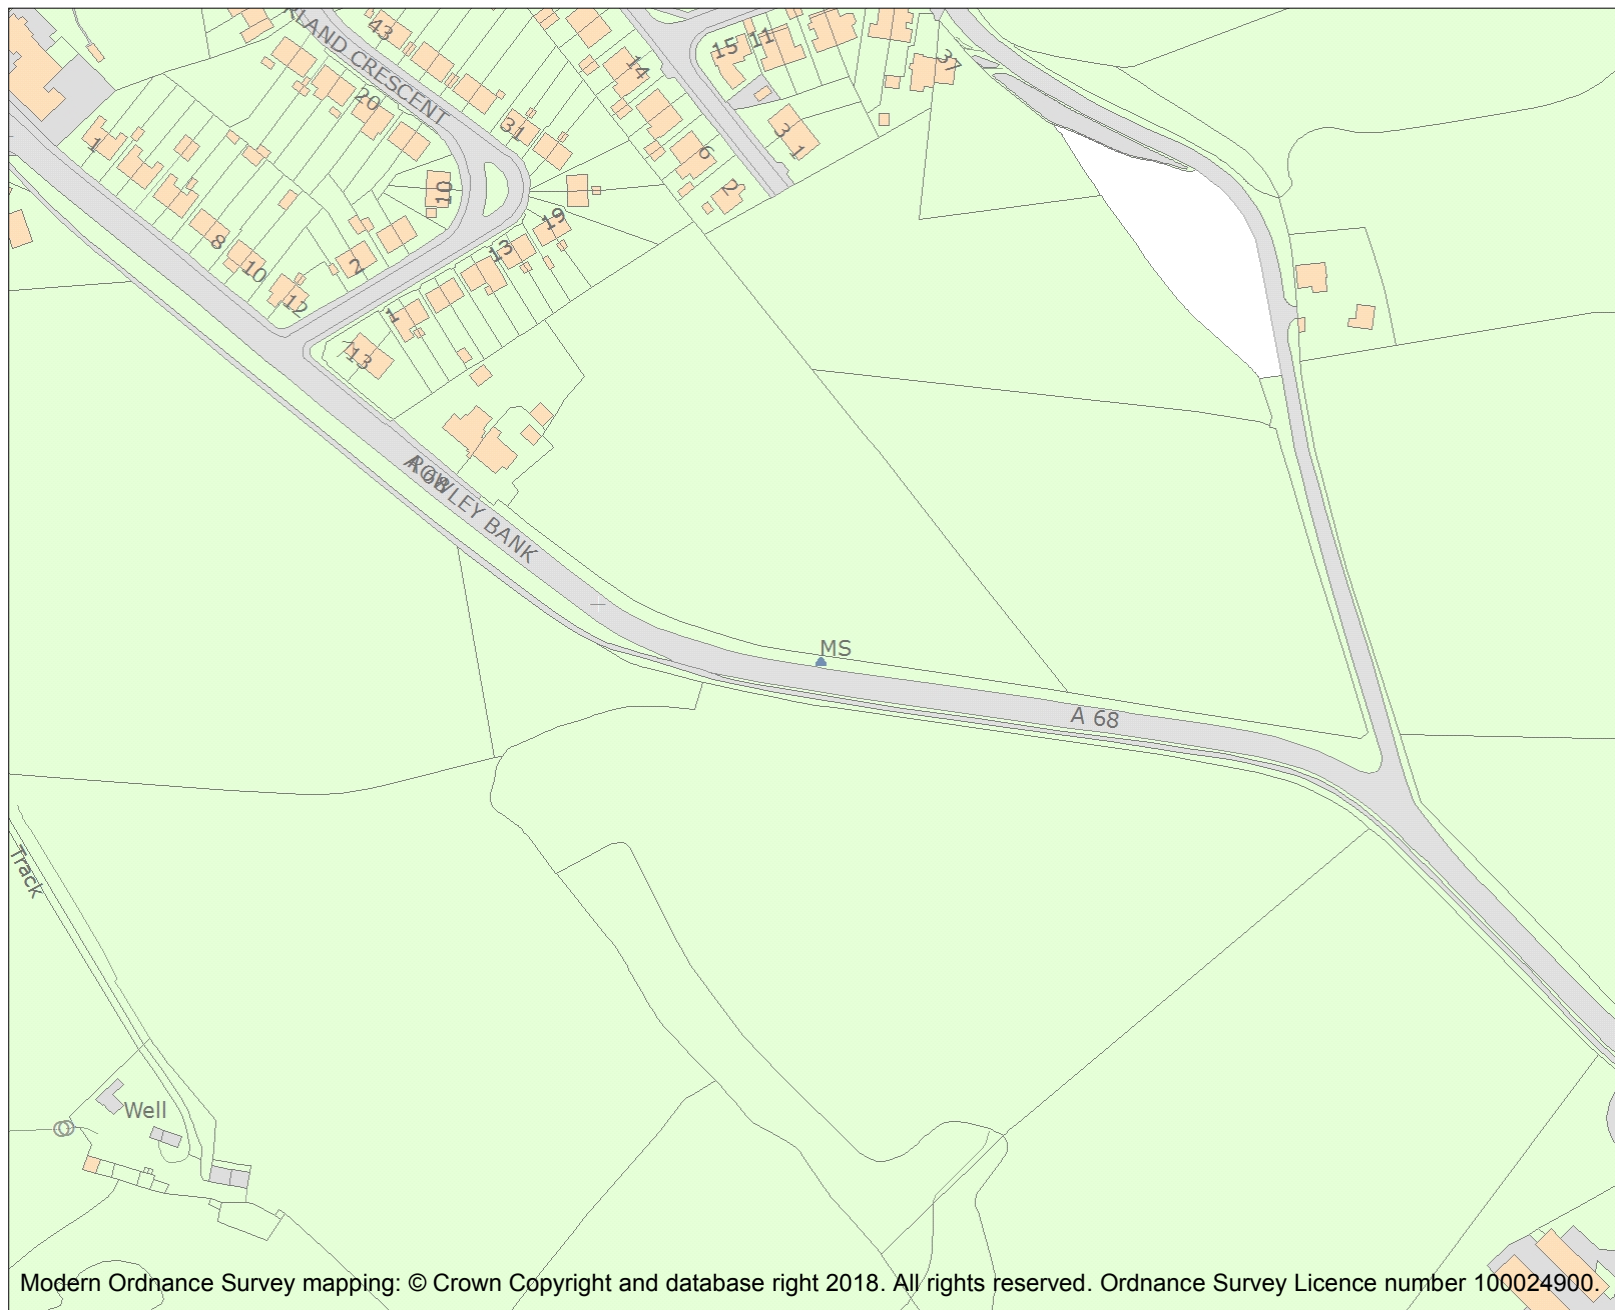 43
RLAND CRESCENT
15
11
37
14
20
31
3
1
1
6
10
2
19
8
13
2
10
12
1
13
A 68
ROWLEY BANK
MS
A 68
Track
Well
Modern Ordnance Survey mapping: © Crown Copyright and database right 2018. All rights reserved. Ordnance Survey Licence number 100024900.